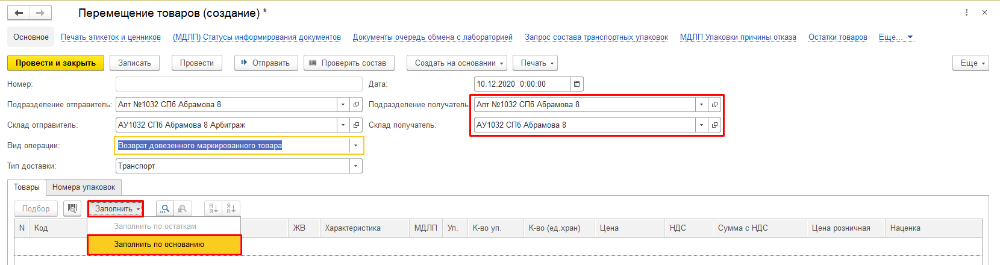 Перемещение товаров (создание) *
Основное Печать этикеток и ценников (МДЛП) Статусы информирования документов Документы очередь обмена с лабораторией Запрос состава транспортных упаковок МДЛП Упаковки причины отказа Остатки товаров Еще...
Провести и закрыть Записать Провести Отправить Проверить состав Создать на основании Печать Еще
Номер: Дата: 10.12.2020 0:00:00
Подразделение отправитель: Апт №1032 СПб Абрамова 8 Подразделение получатель Апт №1032 СПб Абрамова 8
Склад отправитель: АУ1032 СПб Абрамова 8 Арбитраж Склад получатель: АУ1032 СПб Абрамова 8
Вид операции: Возврат довезенного маркированного товара
Тип доставки: Транспорт
Товары Номера упаковок
Подбор Заполнить
N Код ЖВ Характеристика МДЛП Уп. К-во уп. К-во (ед.хран) Цена НДС Сумма с НДС Цена розничная Наценка
Заполнить по остаткам
Заполнить по основанию